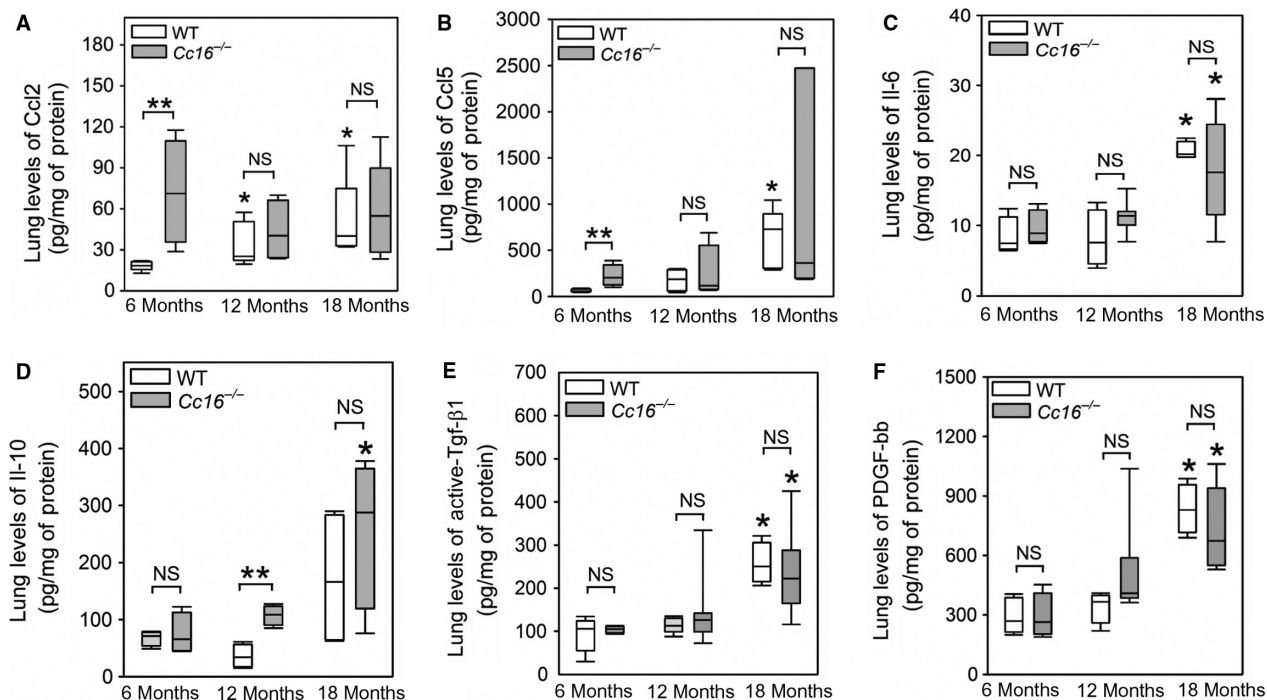 A
WT
Cc16–/–
Lung levels of Ccl2
(pg/mg of protein)
180
150
120
90
60
30
0
**
*
NS
*
NS
6 Months 12 Months 18 Months
B
WT
Cc16–/–
Lung levels of Ccl5
(pg/mg of protein)
3000
2500
2000
1500
1000
500
0
**
NS
*
NS
6 Months 12 Months 18 Months
C
WT
Cc16–/–
Lung levels of Il-6
(pg/mg of protein)
40
30
20
10
0
NS
NS
*
NS
*
6 Months 12 Months 18 Months
D
WT
Cc16–/–
Lung levels of Il-10
(pg/mg of protein)
500
400
300
200
100
0
NS
**
NS
*
6 Months 12 Months 18 Months
E
WT
Cc16–/–
Lung levels of active-Tgf-β1
(pg/mg of protein)
700
600
500
400
300
200
100
0
NS
NS
*
NS
*
6 Months 12 Months 18 Months
F
WT
Cc16–/–
Lung levels of PDGF-bb
(pg/mg of protein)
1500
1200
900
600
300
0
NS
NS
*
NS
*
6 Months 12 Months 18 Months